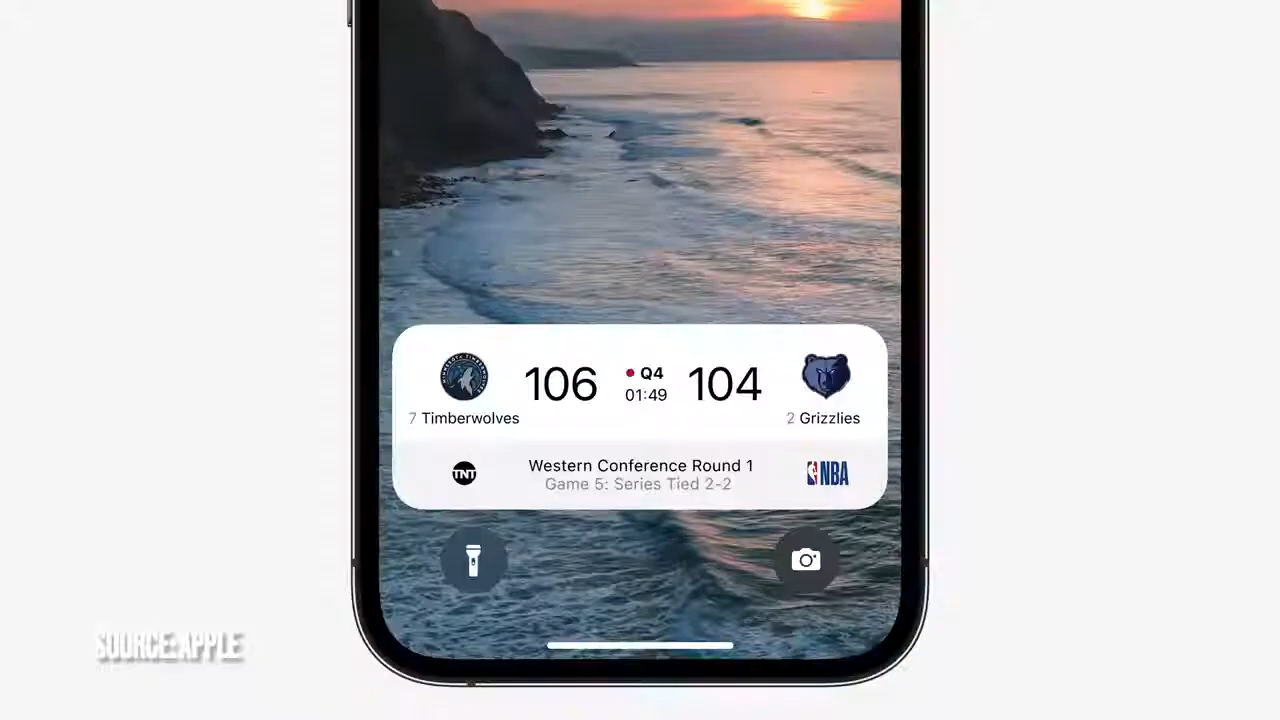 106
Q4
01:49
104
7 Timberwolves
2 Grizzlies
TNT
Western Conference Round 1
Game 5: Series Tied 2-2
NBA
SOURCE:APPLE